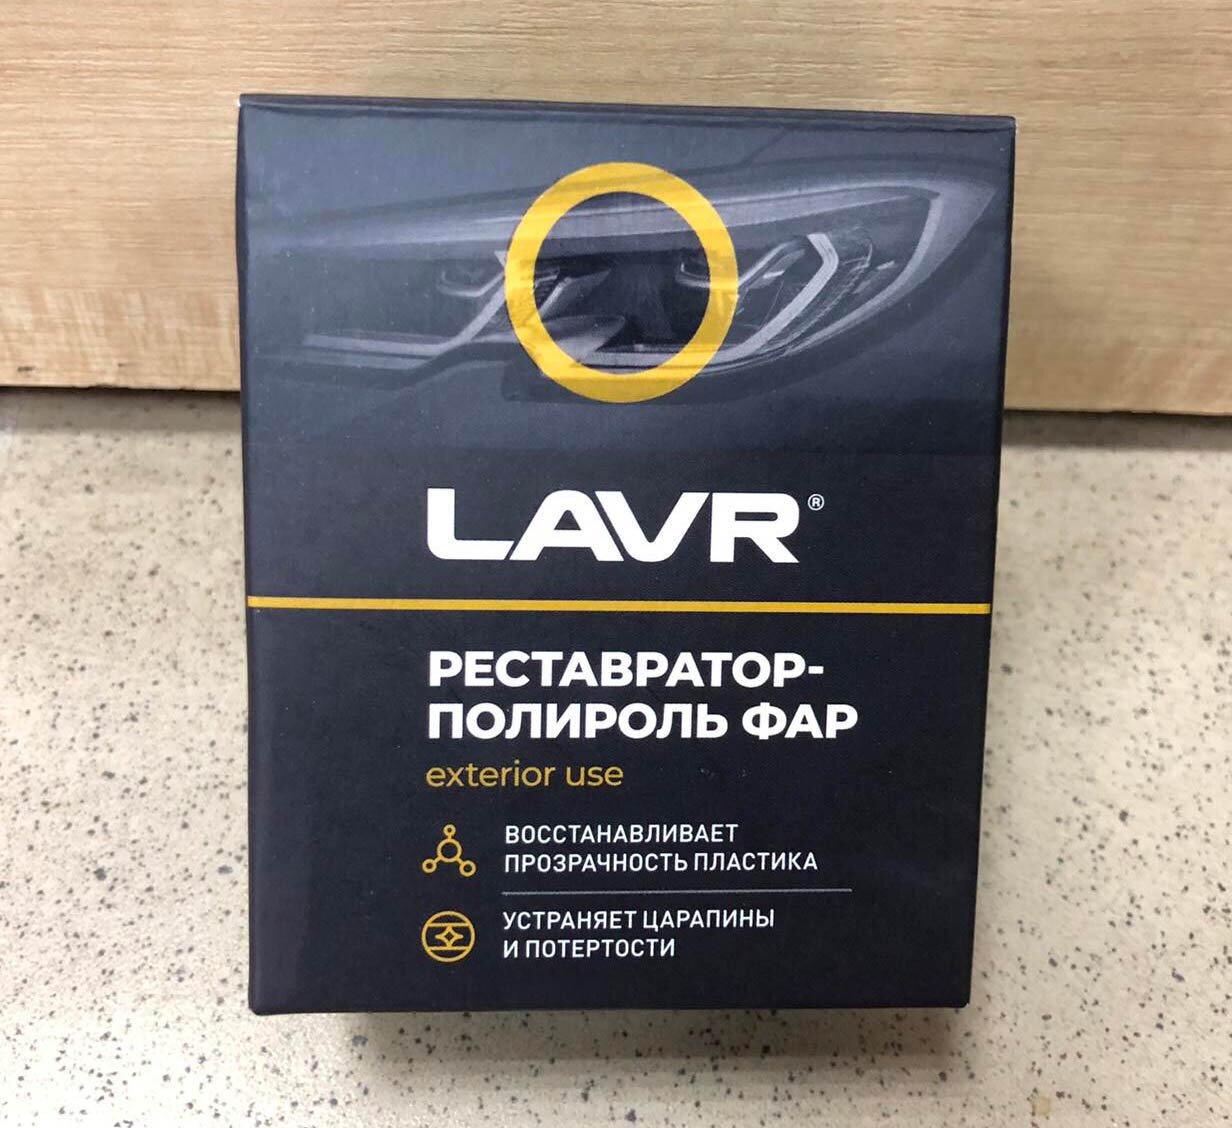 LAVR®
РЕСТАВРАТОР-
ПОЛИРОЛЬ ФАР
exterior use
ВОССТАНАВЛИВАЕТ
ПРОЗРАЧНОСТЬ ПЛАСТИКА
УСТРАНЯЕТ ЦАРАПИНЫ
И ПОТЕРТОСТИ